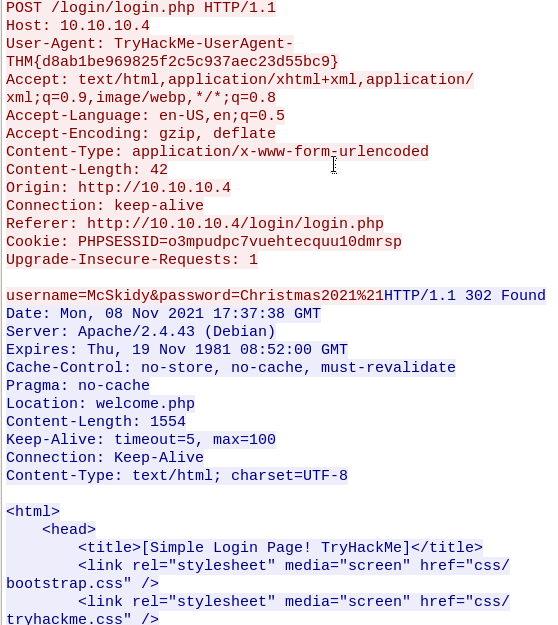 POST /login/login.php HTTP/1.1
Host: 10.10.10.4
User-Agent: TryHackMe-UserAgent-
THM{d8ab1be969825f2c5c937aec23d55bc9}
Accept: text/html,application/xhtml+xml,application/
xml;q=0.9,image/webp,*/*;q=0.8
Accept-Language: en-US,en;q=0.5
Accept-Encoding: gzip, deflate
Content-Type: application/x-www-form-urlencoded
Content-Length: 42
Origin: http://10.10.10.4
Connection: keep-alive
Referer: http://10.10.10.4/login/login.php
Cookie: PHPSESSID=o3mpudpc7vuehtecquu10dmrsp
Upgrade-Insecure-Requests: 1

username=McSkidy&password=Christmas2021%21HTTP/1.1 302 Found
Date: Mon, 08 Nov 2021 17:37:38 GMT
Server: Apache/2.4.43 (Debian)
Expires: Thu, 19 Nov 1981 08:52:00 GMT
Cache-Control: no-store, no-cache, must-revalidate
Pragma: no-cache
Location: welcome.php
Content-Length: 1554
Keep-Alive: timeout=5, max=100
Connection: Keep-Alive
Content-Type: text/html; charset=UTF-8

<html>
    <head>
        <title>[Simple Login Page! TryHackMe]</title>
        <link rel="stylesheet" media="screen" href="css/
bootstrap.css" />
        <link rel="stylesheet" media="screen" href="css/
tryhackme.css" />